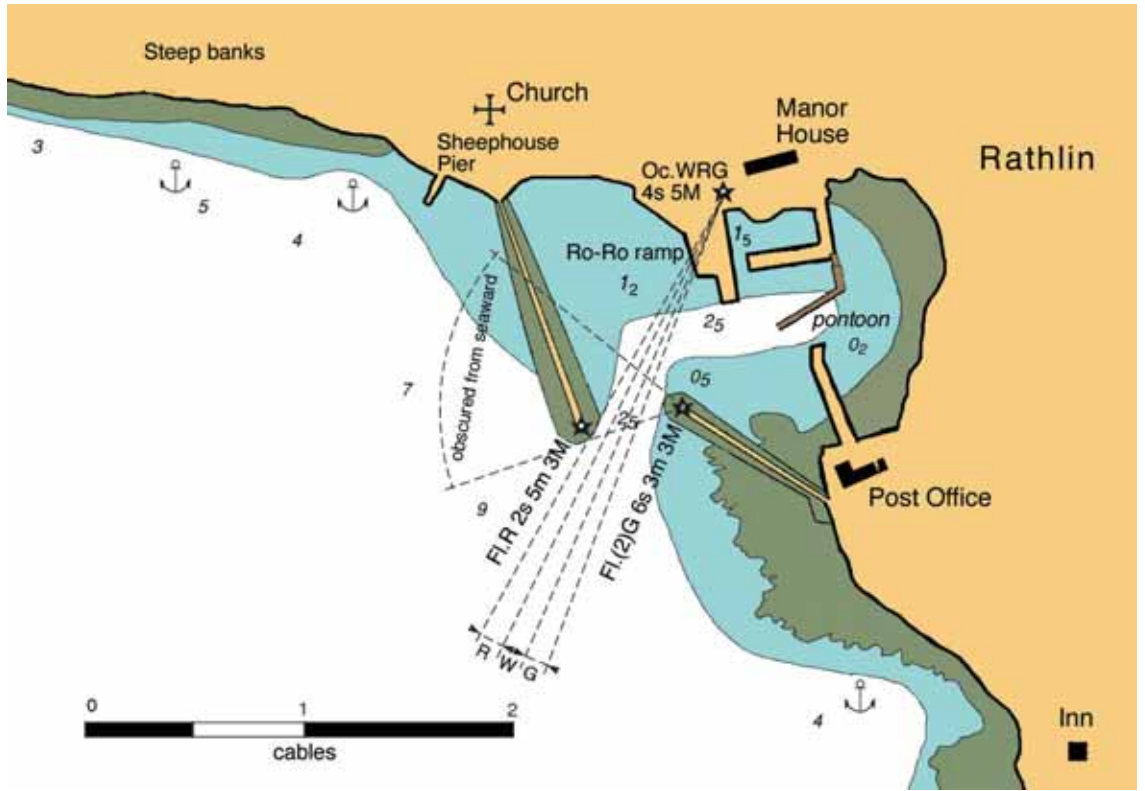 Steep banks
Church
Sheephouse
Pier
Manor
House
Rathlin
Oc.WRG
4s 5M
3
5
4
1₅
Ro-Ro ramp
1₂
2₅
pontoon
0₂
obscured from seaward
7
0₅
2₅
9
Fl.R 2s 5m 3M
Fl.(2)G 6s 3m 3M
Post Office
R W G
0 1 2
cables
4
Inn